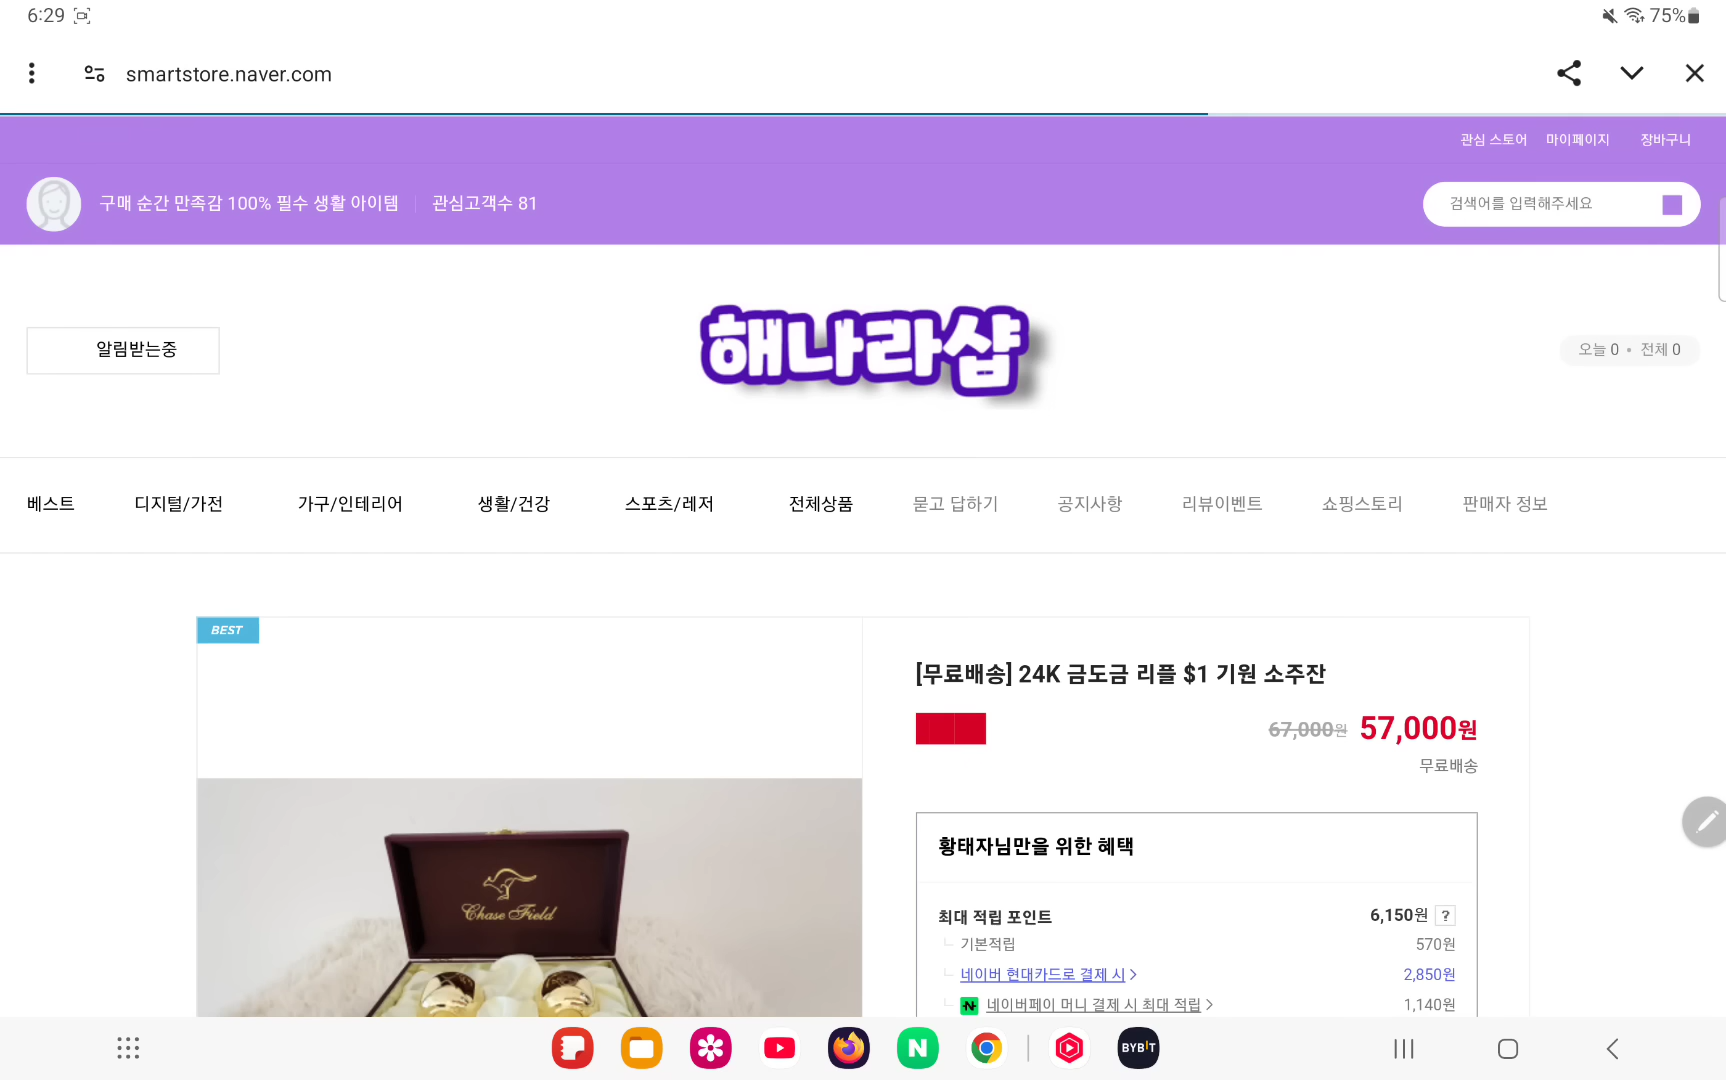 6:29
75%
smartstore.naver.com
관심 스토어 마이페이지 장바구니
구매 순간 만족감 100% 필수 생활 아이템 관심고객수 81
검색어를 입력해주세요
알림받는중
해나라샵
오늘 0 • 전체 0
베스트 디지털/가전 가구/인테리어 생활/건강 스포츠/레저 전체상품 묻고 답하기 공지사항 리뷰이벤트 쇼핑스토리 판매자 정보
BEST
[무료배송] 24K 금도금 리플 $1 기원 소주잔
67,000원 57,000원
무료배송
황태자님만을 위한 혜택
Chase Field
최대 적립 포인트 6,150원 ?
기본적립 570원
네이버 현대카드로 결제 시 2,850원
N 네이버페이 머니 결제 시 최대 적립 1,140원
N
BYBIT